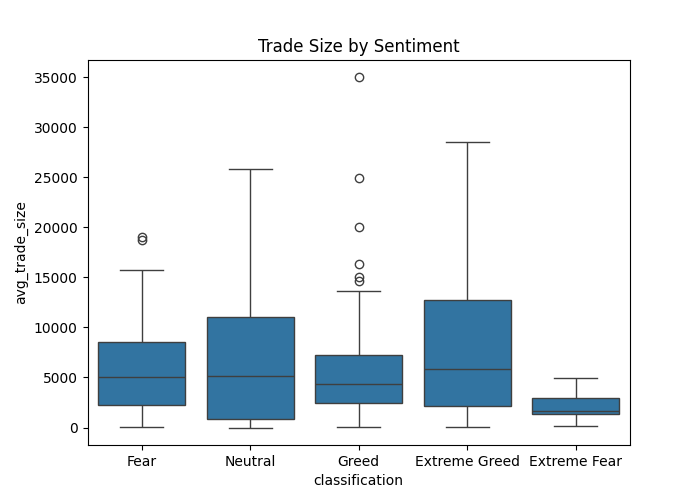 Trade Size by Sentiment
35000
30000
25000
20000
15000
10000
5000
0
avg_trade_size
Fear Neutral Greed Extreme Greed Extreme Fear
classification